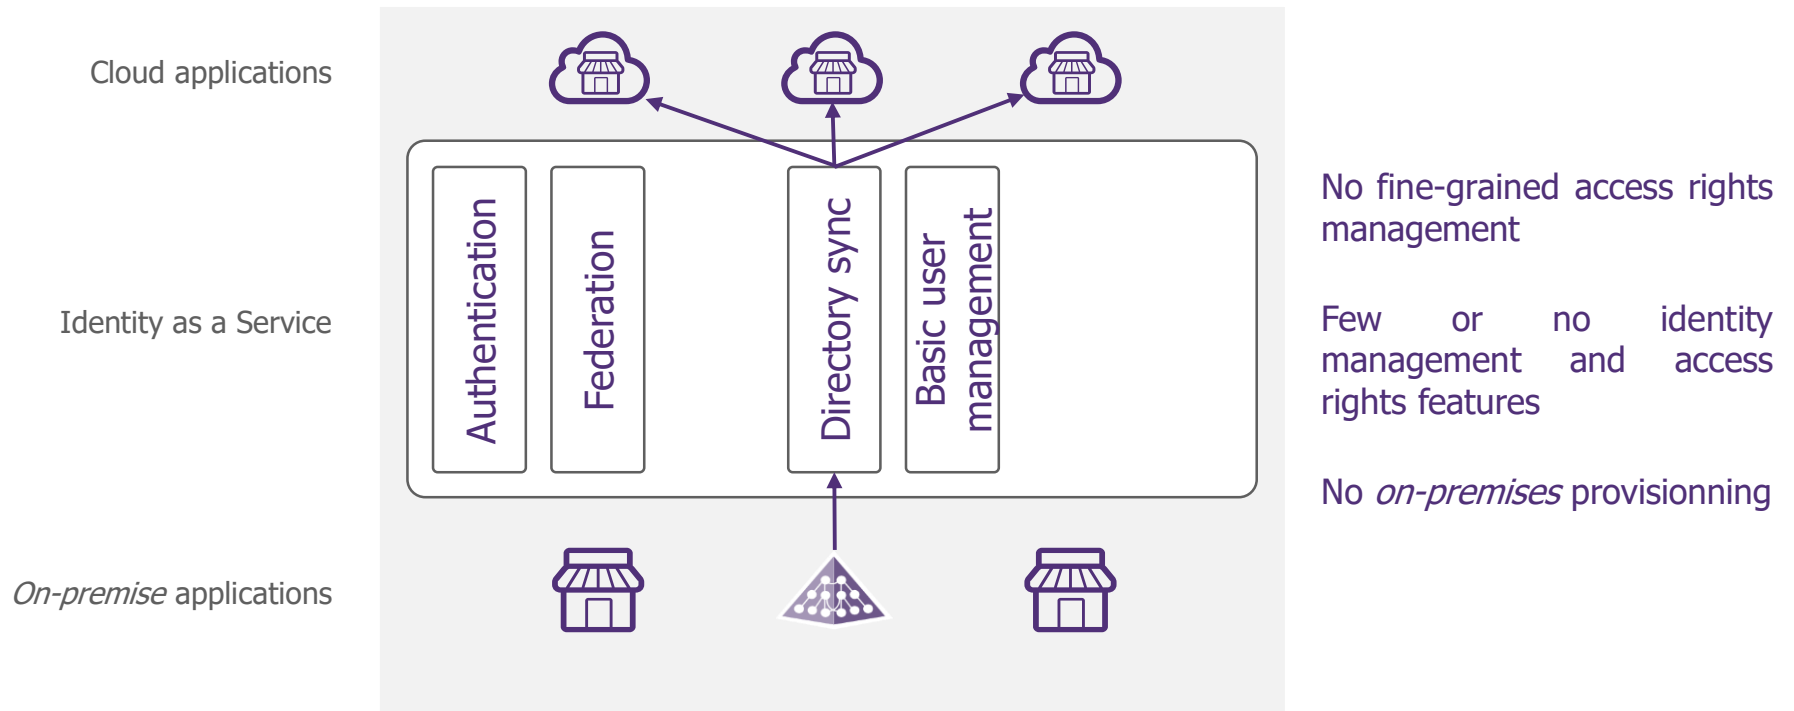 Cloud applications
Authentication
Federation
Directory sync
Basic user
management
Identity as a Service
On-premise applications
No fine-grained access rights
management
Few or no identity
management and access
rights features
No on-premises provisionning